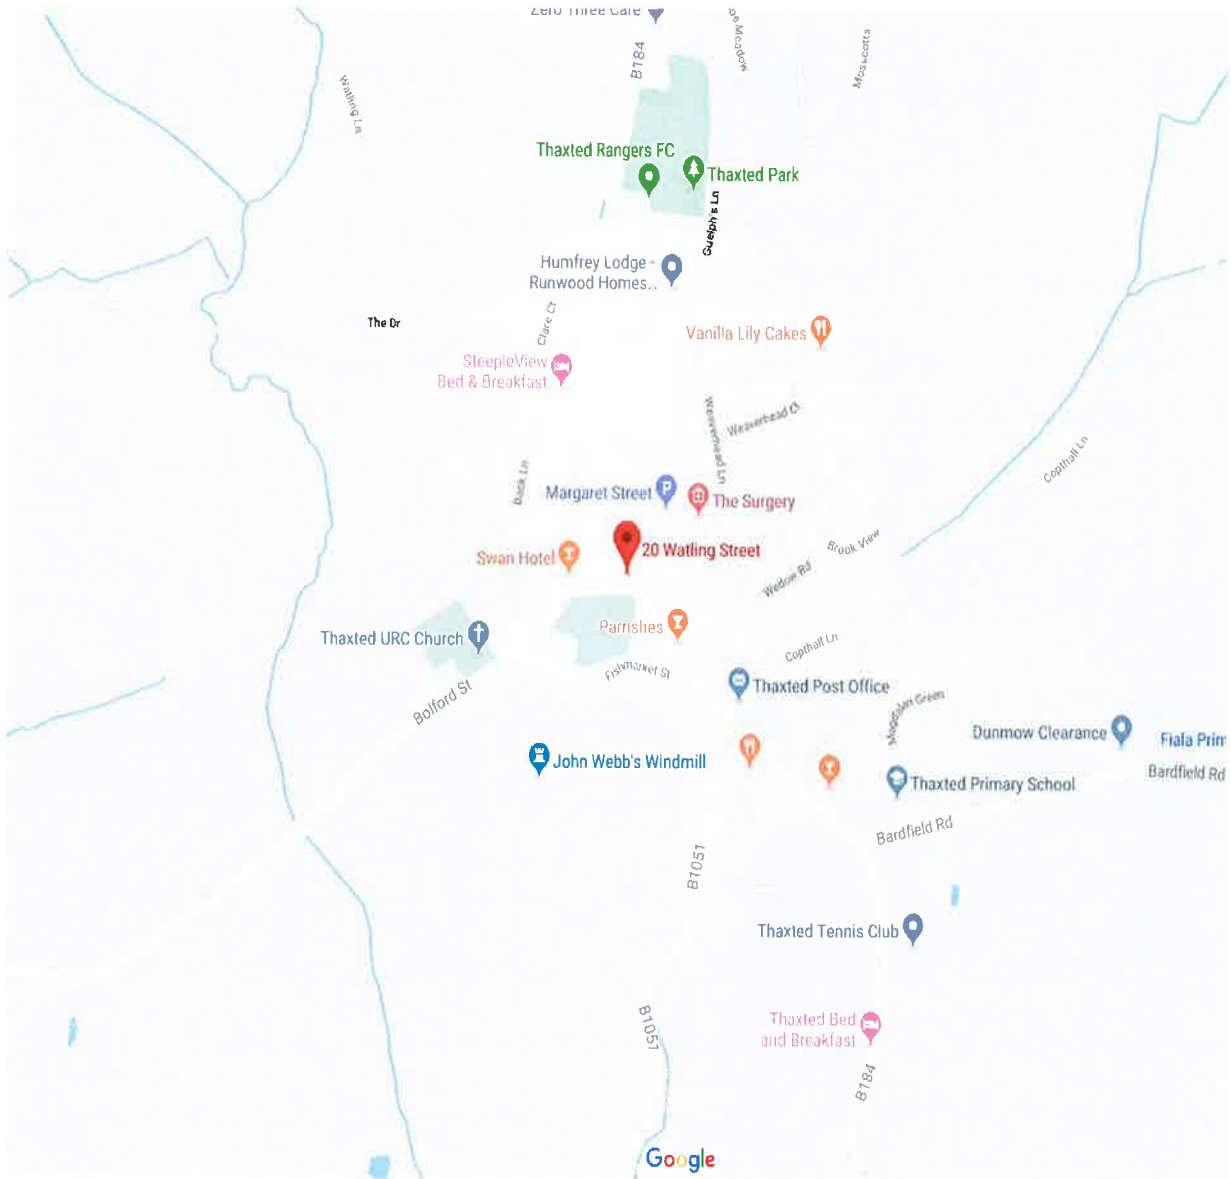 Zero Three Care
B184
Meadow
Watling Ln
Thaxted Rangers FC
Thaxted Park
Guelph's Ln
Humfrey Lodge -
Runwood Homes...
The Dr
Clare Ct
Vanilla Lily Cakes
SteepleView
Bed & Breakfast
Weaverhead Ln
Weaverhead Cl
Copthall Ln
Back Ln
Margaret Street
The Surgery
Swan Hotel
20 Watling Street
Brook View
Wedow Rd
Thaxted URC Church
Parrishes
Fishmarket St
Copthall Ln
Bolford St
Thaxted Post Office
Magdalen Green
Dunmow Clearance
Fiala Prim
John Webb's Windmill
Bardfield Rd
Thaxted Primary School
Bardfield Rd
B1051
Thaxted Tennis Club
B1051
Thaxted Bed
and Breakfast
B184
Google